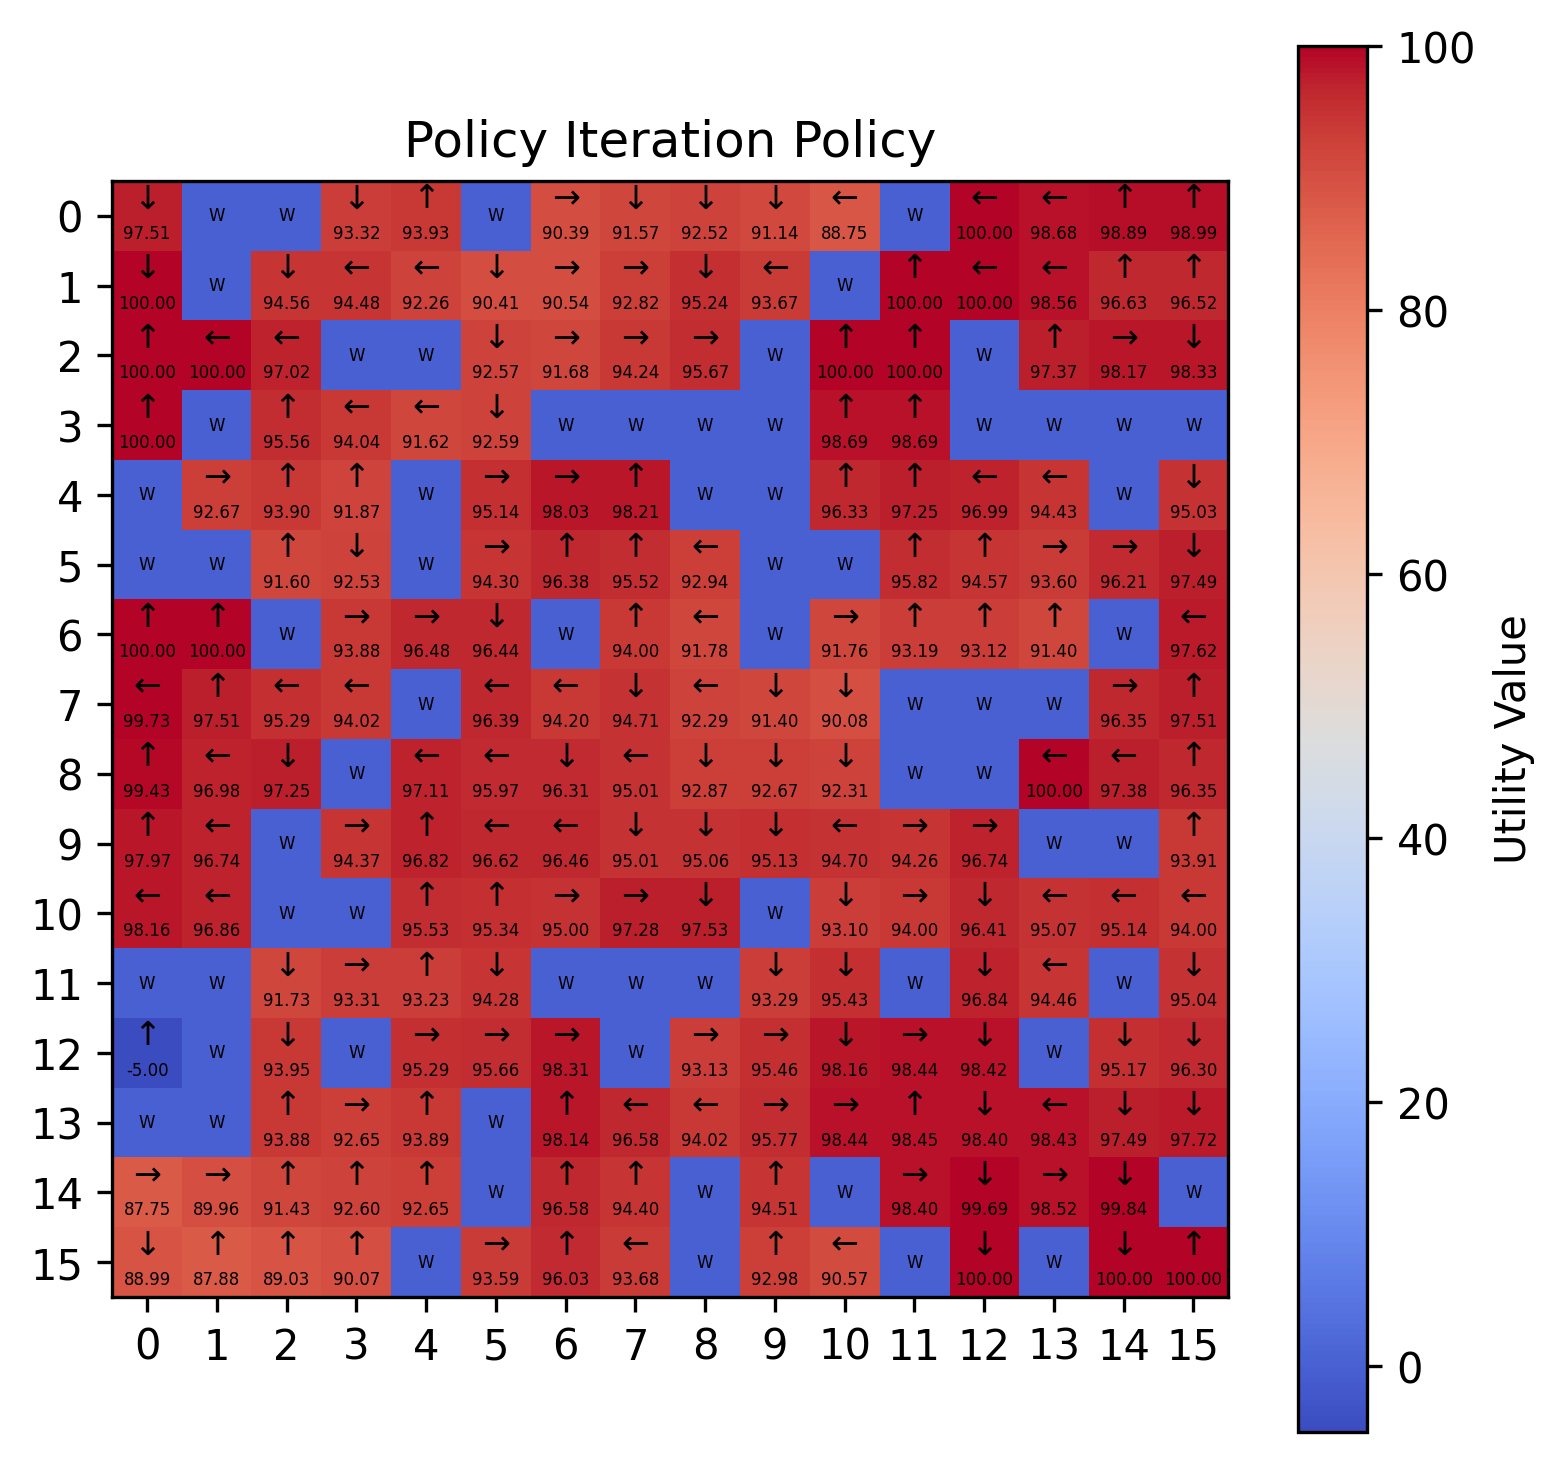 Policy Iteration Policy
0 ↓ W W ↓ ↑ W → ↓ ↓ ↓ ← W ← ← ↑ ↑
97.51 93.32 93.93 90.39 91.57 92.52 91.14 88.75 100.00 98.68 98.89 98.99
1 ↓ W ↓ ← ← ↓ → → ↓ ← W ↑ ← ← ↑ ↑
100.00 94.56 94.48 92.26 90.41 90.54 92.82 95.24 93.67 100.00 100.00 98.56 96.63 96.52
2 ↑ ← ← W W ↓ → → → W ↑ ↑ W ↑ → ↓
100.00 100.00 97.02 92.57 91.68 94.24 95.67 100.00 100.00 97.37 98.17 98.33
3 ↑ W ↑ ← ← ↓ W W W W ↑ ↑ W W W W
100.00 95.56 94.04 91.62 92.59 98.69 98.69
4 W → ↑ ↑ W → → ↑ W W ↑ ↑ ← ← W ↓
92.67 93.90 91.87 95.14 98.03 98.21 96.33 97.25 96.99 94.43 95.03
5 W W ↑ ↓ W → ↑ ↑ ← W W ↑ ↑ → → ↓
91.60 92.53 94.30 96.38 95.52 92.94 95.82 94.57 93.60 96.21 97.49
6 ↑ ↑ W → → ↓ W ↑ ← W → ↑ ↑ ↑ W ←
100.00 100.00 93.88 96.48 96.44 94.00 91.78 91.76 93.19 93.12 91.40 97.62
7 ← ↑ ← ← W ← ← ↓ ← ↓ ↓ W W W → ↑
99.73 97.51 95.29 94.02 96.39 94.20 94.71 92.29 91.40 90.08 96.35 97.51
8 ↑ ← ↓ W ← ← ↓ ← ↓ ↓ ↓ W W ← ← ↑
99.43 96.98 97.25 97.11 95.97 96.31 95.01 92.87 92.67 92.31 100.00 97.38 96.35
9 ↑ ← W → ↑ ← ← ↓ ↓ ↓ ← → → W W ↑
97.97 96.74 94.37 96.82 96.62 96.46 95.01 95.06 95.13 94.70 94.26 96.74 93.91
10 ← ← W W ↑ ↑ → → ↓ W ↓ → ↓ ← ← ←
98.16 96.86 95.53 95.34 95.00 97.28 97.53 93.10 94.00 96.41 95.07 95.14 94.00
11 W W ↓ → ↑ ↓ W W W ↓ ↓ W ↓ ← W ↓
91.73 93.31 93.23 94.28 93.29 95.43 96.84 94.46 95.04
12 ↑ W ↓ W → → → W → → ↓ → ↓ W ↓ ↓
-5.00 93.95 95.29 95.66 98.31 93.13 95.46 98.16 98.44 98.42 95.17 96.30
13 W W ↑ → ↑ W ↑ ← ← → → ↑ ↓ ← ↓ ↓
93.88 92.65 93.89 98.14 96.58 94.02 95.77 98.44 98.45 98.40 98.43 97.49 97.72
14 → → ↑ ↑ ↑ W ↑ ↑ W ↑ W → ↓ → ↓ W
87.75 89.96 91.43 92.60 92.65 96.58 94.40 94.51 98.40 99.69 98.52 99.84
15 ↓ ↑ ↑ ↑ W → ↑ ← W ↑ ← W ↓ W ↓ ↑
88.99 87.88 89.03 90.07 93.59 96.03 93.68 92.98 90.57 100.00 100.00 100.00
0 1 2 3 4 5 6 7 8 9 10 11 12 13 14 15
100
80
60
40
20
0
Utility Value